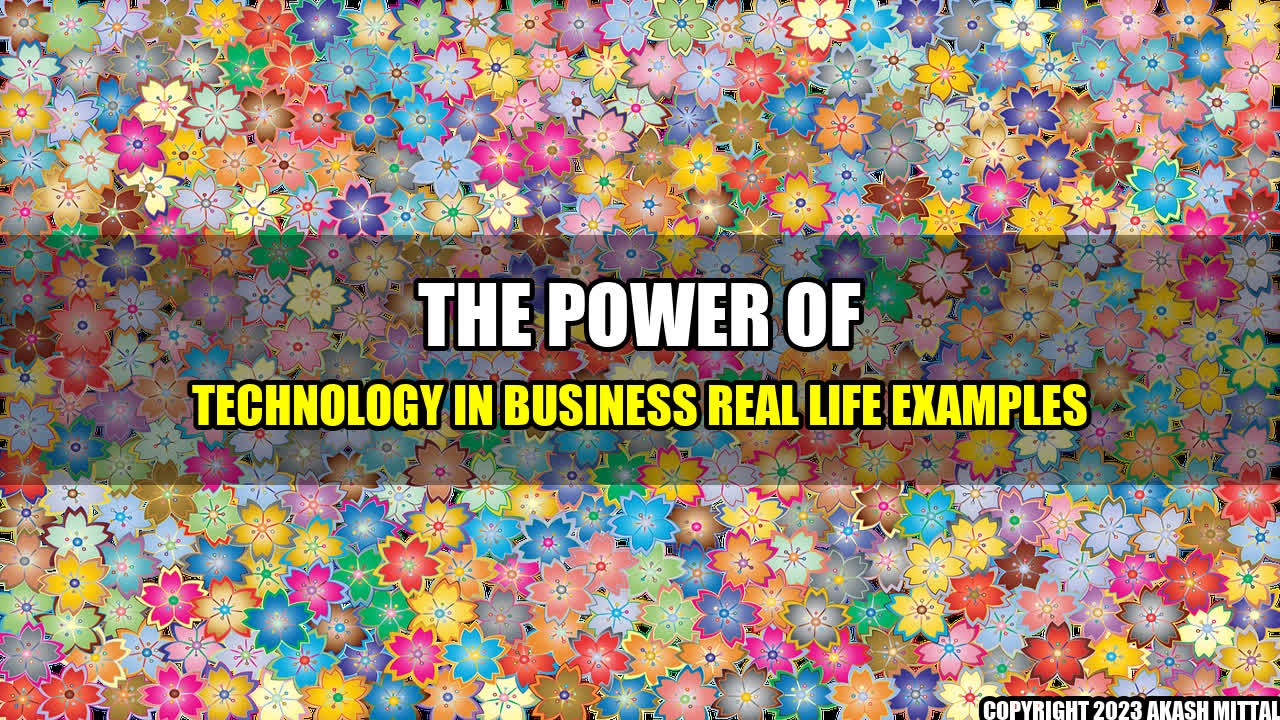 THE POWER OF
TECHNOLOGY IN BUSINESS REAL LIFE EXAMPLES
COPYRIGHT 2023 AKASH MITTAL